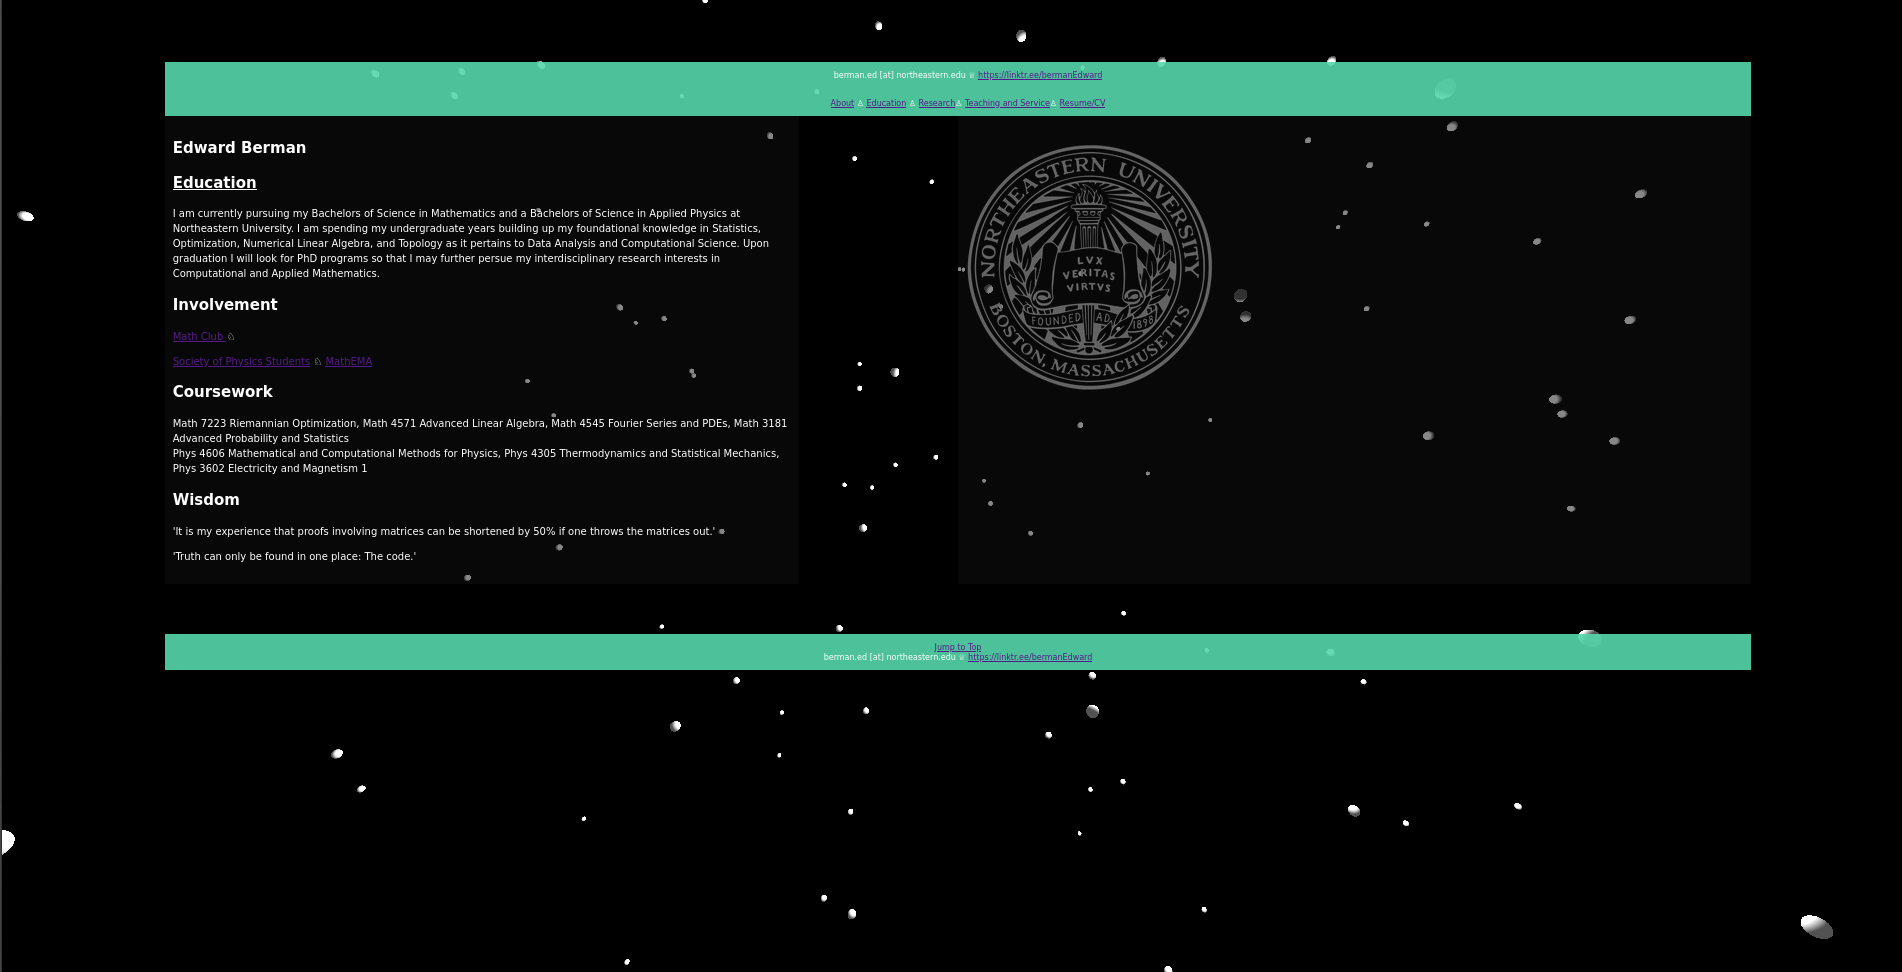 berman.ed [at] northeastern.edu ♕ https://linktr.ee/bermanEdward
About ♙ Education ♙ Research♙ Teaching and Service♙ Resume/CV
Edward Berman
Education
I am currently pursuing my Bachelors of Science in Mathematics and a Bachelors of Science in Applied Physics at
Northeastern University. I am spending my undergraduate years building up my foundational knowledge in Statistics,
Optimization, Numerical Linear Algebra, and Topology as it pertains to Data Analysis and Computational Science. Upon
graduation I will look for PhD programs so that I may further persue my interdisciplinary research interests in
Computational and Applied Mathematics.
Involvement
Math Club ♘
Society of Physics Students ♘ MathEMA
Coursework
Math 7223 Riemannian Optimization, Math 4571 Advanced Linear Algebra, Math 4545 Fourier Series and PDEs, Math 3181
Advanced Probability and Statistics
Phys 4606 Mathematical and Computational Methods for Physics, Phys 4305 Thermodynamics and Statistical Mechanics,
Phys 3602 Electricity and Magnetism 1
Wisdom
'It is my experience that proofs involving matrices can be shortened by 50% if one throws the matrices out.'
'Truth can only be found in one place: The code.'
NORTHEASTERN UNIVERSITY
LVX
VERITAS
VIRTVS
FOUNDED A.D. 1898
BOSTON, MASSACHUSETTS
Jump to Top
berman.ed [at] northeastern.edu ♕ https://linktr.ee/bermanEdward